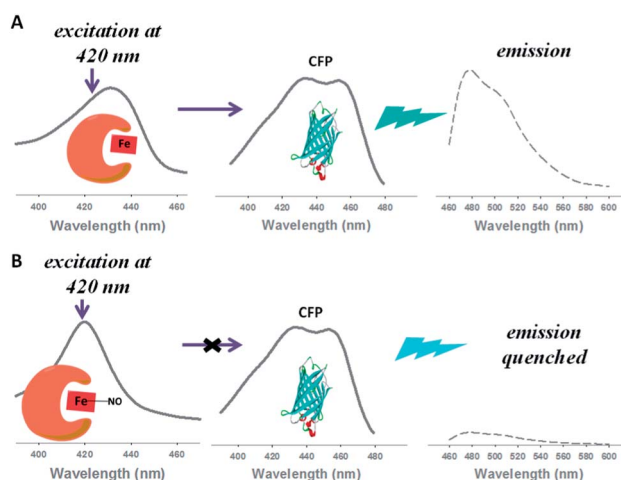 A
excitation at
420 nm
CFP
emission
Fe
400 420 440 460
400 420 440 460 480
460 480 500 520 540 560 580 600
Wavelength (nm)
Wavelength (nm)
Wavelength (nm)
B
excitation at
420 nm
CFP
emission
quenched
Fe NO
400 420 440 460
400 420 440 460 480
460 480 500 520 540 560 580 600
Wavelength (nm)
Wavelength (nm)
Wavelength (nm)